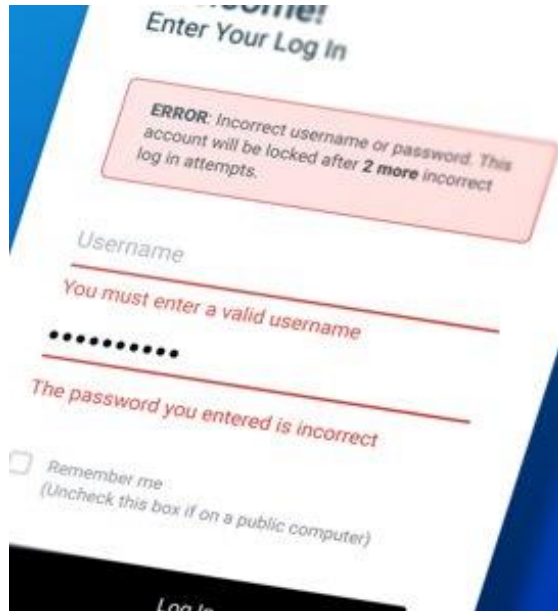 Enter Your Log In
ERROR: Incorrect username or password. This
account will be locked after 2 more incorrect
log in attempts.
Username
You must enter a valid username
••••••••••
The password you entered is incorrect
Remember me
(Uncheck this box if on a public computer)
Log In